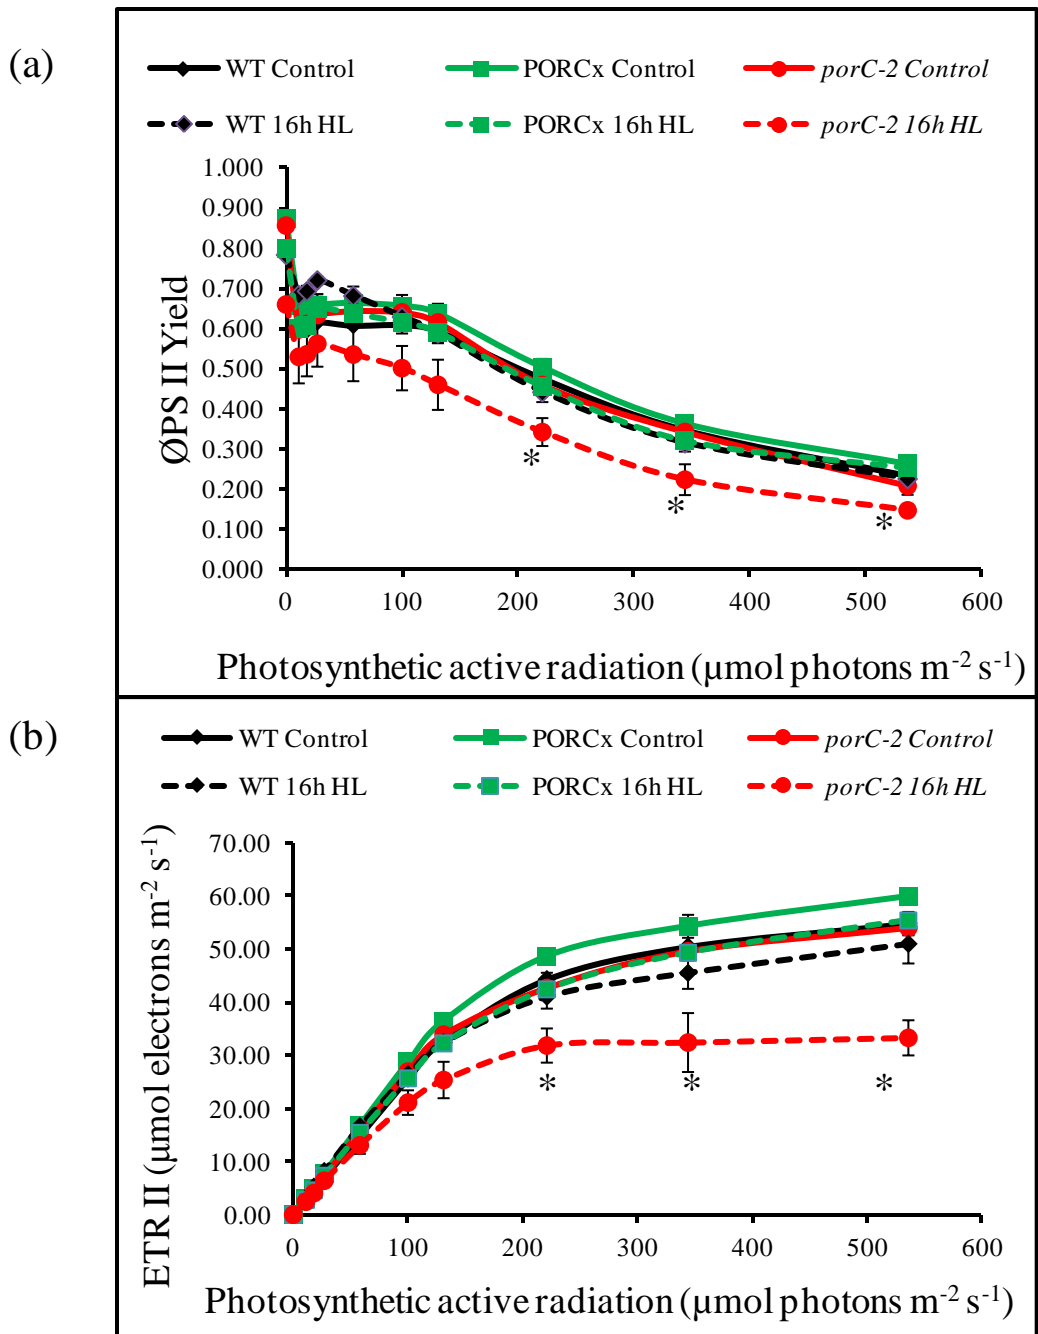 (a)
WT Control PORCx Control porC-2 Control
WT 16h HL PORCx 16h HL porC-2 16h HL
1.000
0.900
0.800
0.700
0.600
0.500
0.400
0.300
0.200
0.100
0.000
ØPS II Yield
* * *
0 100 200 300 400 500 600
Photosynthetic active radiation (µmol photons m-2 s-1)
(b)
WT Control PORCx Control porC-2 Control
WT 16h HL PORCx 16h HL porC-2 16h HL
70.00
60.00
50.00
40.00
30.00
20.00
10.00
0.00
ETR II (µmol electrons m-2 s-1)
* * *
0 100 200 300 400 500 600
Photosynthetic active radiation (µmol photons m-2 s-1)